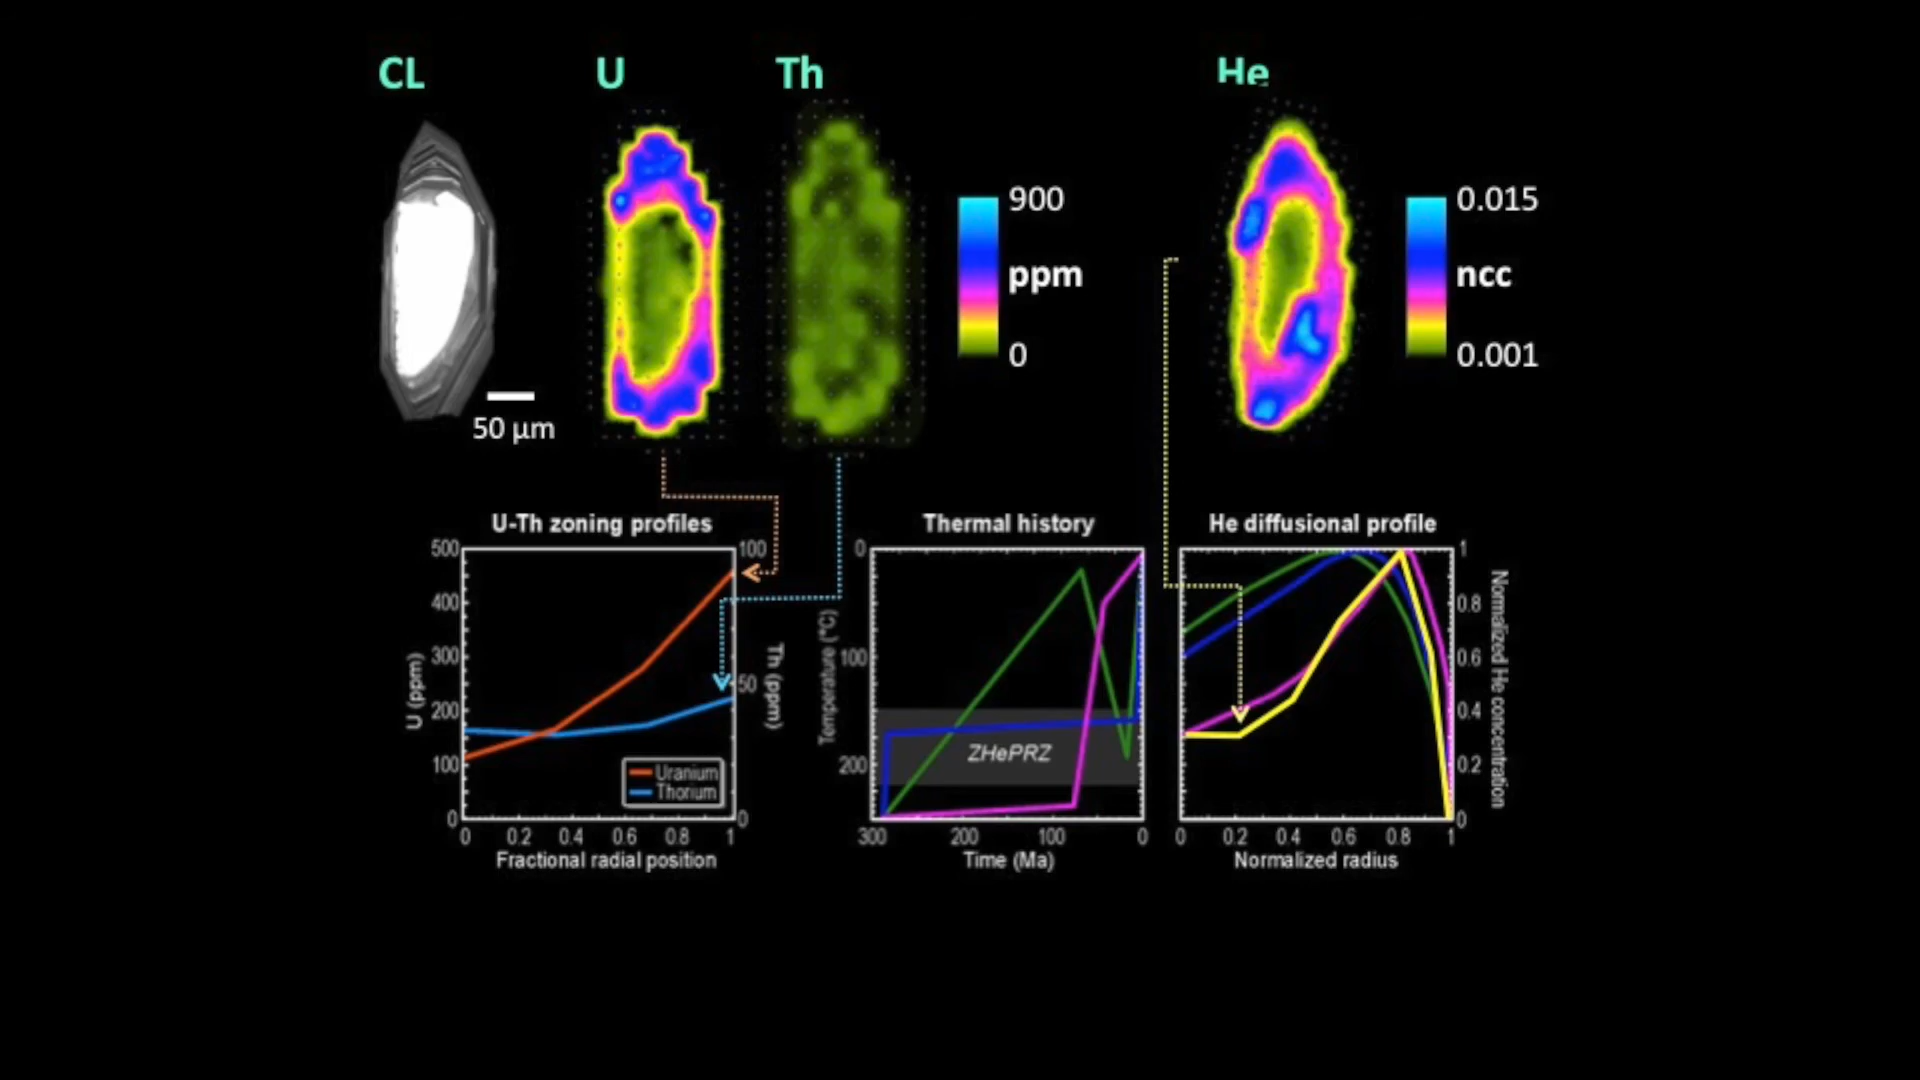 CL
U
Th
He
900
ppm
0
0.015
ncc
0.001
50 µm
U-Th zoning profiles
500
400
300
200
100
0
U (ppm)
100
50
0
Th (ppm)
Uranium
Thorium
0 0.2 0.4 0.6 0.8 1
Fractional radial position
Thermal history
0
100
200
Temperature (°C)
ZHePRZ
300 200 100 0
Time (Ma)
He diffusional profile
1
0.8
0.6
0.4
0.2
0
Normalized He concentration
0 0.2 0.4 0.6 0.8 1
Normalized radius